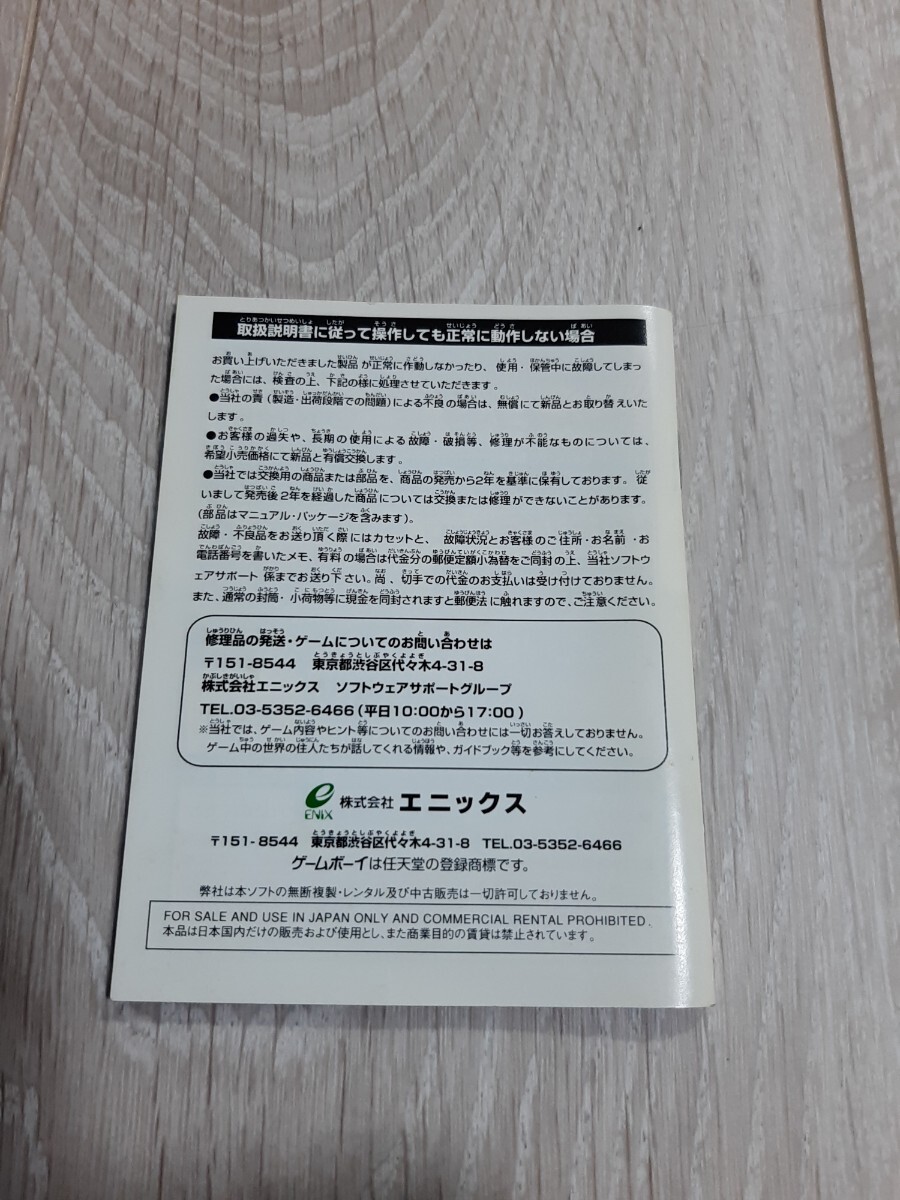 取扱説明書に従って操作しても正常に動作しない場合
お買い上げいただきました製品が正常に作動しなかったり、使用・保管中に故障してしまっ
た場合には、検査の上、下記の様に処理させていただきます。
●当社の責(製造・出荷段階での問題)による不良の場合は、無償にて新品とお取り替えいた
します。
●お客様の過失や、長期の使用による故障・破損等、修理が不能なものについては、
希望小売価格にて新品と有償交換します。
●当社では交換用の商品または部品を、商品の発売から2年を基準に保有しております。従
いまして発売後2年を経過した商品については交換または修理ができないことがあります。
(部品はマニュアル・パッケージを含みます)。
故障・不良品をお送り頂く際にはカセットと、故障状況とお客様のご住所・お名前・お
電話番号を書いたメモ、有料の場合は代金分の郵便定額小為替をご同封の上、当社ソフトウ
ェアサポート係までお送り下さい。尚、切手での代金のお支払いは受け付けておりません。
また、通常の封筒・小荷物等に現金を同封されますと郵便法に触れますので、ご注意ください。
修理品の発送・ゲームについてのお問い合わせは
〒151-8544 東京都渋谷区代々木4-31-8
株式会社エニックス ソフトウェアサポートグループ
TEL.03-5352-6466(平日10:00から17:00)
※当社では、ゲーム内容やヒント等についてのお問い合わせには一切お答えしておりません。
ゲーム中の世界の住人たちが話してくれる情報や、ガイドブック等を参考にしてください。
ENIX 株式会社 エニックス
〒151-8544 東京都渋谷区代々木4-31-8 TEL.03-5352-6466
ゲームボーイは任天堂の登録商標です。
弊社は本ソフトの無断複製・レンタル及び中古販売は一切許可しておりません。
FOR SALE AND USE IN JAPAN ONLY AND COMMERCIAL RENTAL PROHIBITED.
本品は日本国内だけの販売および使用とし、また商業目的の賃貸は禁止されています。